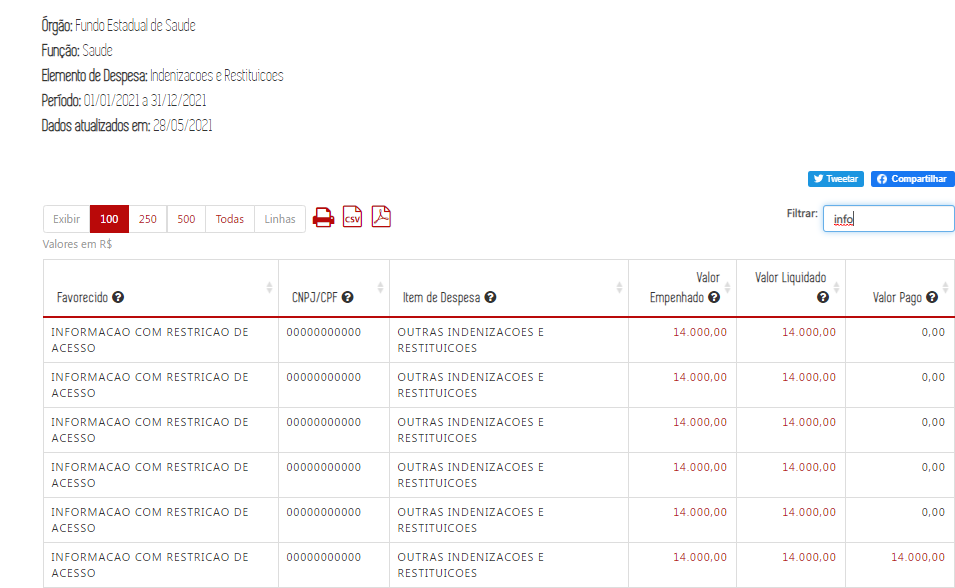 Órgão: Fundo Estadual de Saude
Função: Saude
Elemento de Despesa: Indenizacoes e Restituicoes
Período: 01/01/2021 a 31/12/2021
Dados atualizados em: 28/05/2021
Tweetar Compartilhar
Exibir 100 250 500 Todas Linhas CSV Filtrar: info
Valores em R$
Favorecido ? CNPJ/CPF ? Item de Despesa ? Valor Empenhado ? Valor Liquidado ? Valor Pago ?
INFORMACAO COM RESTRICAO DE 00000000000 OUTRAS INDENIZACOES E 14.000,00 14.000,00 0,00
ACESSO RESTITUICOES
INFORMACAO COM RESTRICAO DE 00000000000 OUTRAS INDENIZACOES E 14.000,00 14.000,00 0,00
ACESSO RESTITUICOES
INFORMACAO COM RESTRICAO DE 00000000000 OUTRAS INDENIZACOES E 14.000,00 14.000,00 0,00
ACESSO RESTITUICOES
INFORMACAO COM RESTRICAO DE 00000000000 OUTRAS INDENIZACOES E 14.000,00 14.000,00 0,00
ACESSO RESTITUICOES
INFORMACAO COM RESTRICAO DE 00000000000 OUTRAS INDENIZACOES E 14.000,00 14.000,00 0,00
ACESSO RESTITUICOES
INFORMACAO COM RESTRICAO DE 00000000000 OUTRAS INDENIZACOES E 14.000,00 14.000,00 14.000,00
ACESSO RESTITUICOES